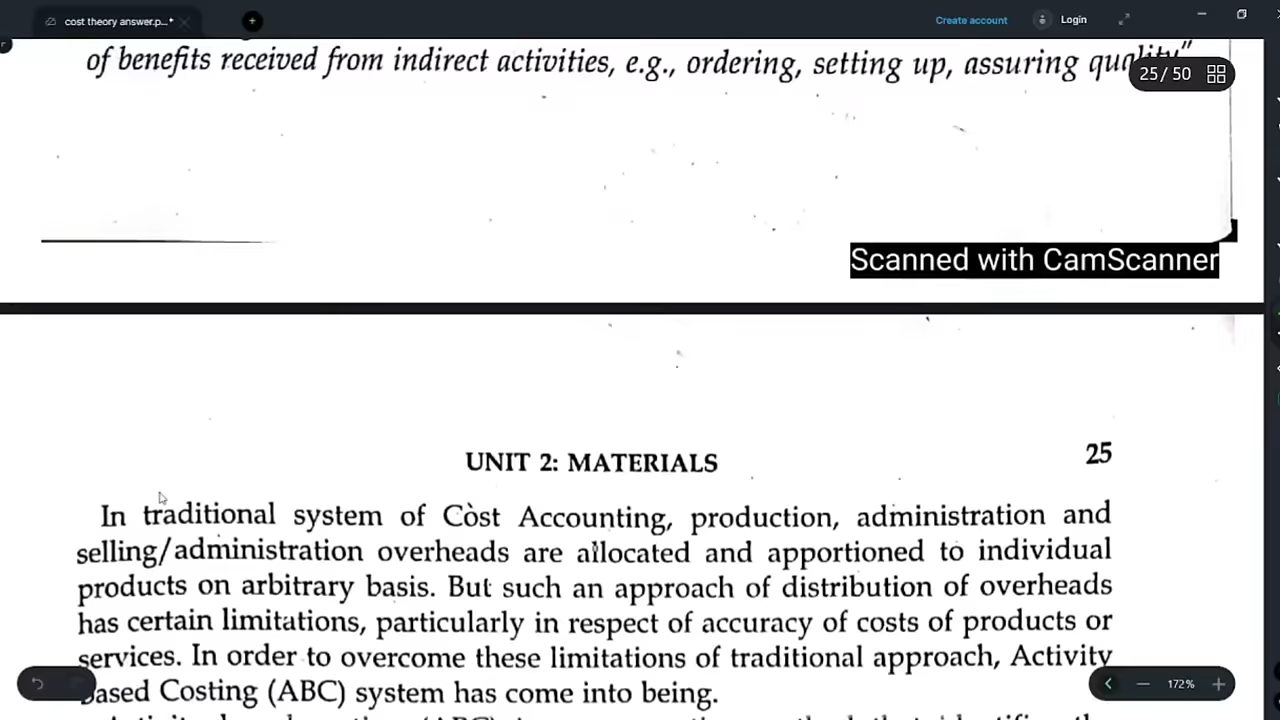 cost theory answer.p...*
Create account
Login
of benefits received from indirect activities, e.g., ordering, setting up, assuring quality"
25 / 50
Scanned with CamScanner
UNIT 2: MATERIALS 25
In traditional system of Cost Accounting, production, administration and
selling/administration overheads are allocated and apportioned to individual
products on arbitrary basis. But such an approach of distribution of overheads
has certain limitations, particularly in respect of accuracy of costs of products or
services. In order to overcome these limitations of traditional approach, Activity
Based Costing (ABC) system has come into being.
172%